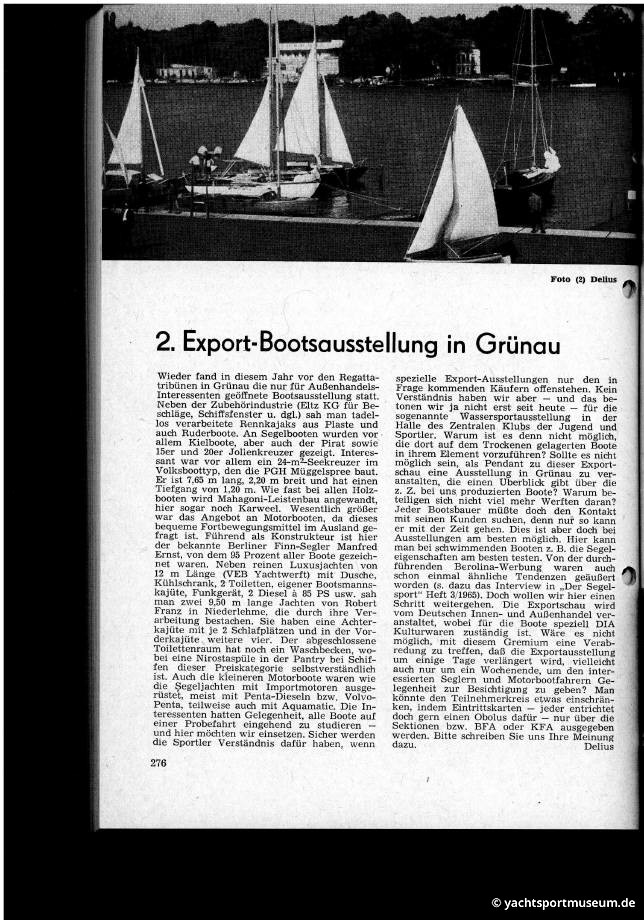 Foto (2) Delius
2. Export-Bootsausstellung in Grünau
Wieder fand in diesem Jahr vor den Regatta-
tribünen in Grünau die nur für Außenhandels-
Interessenten geöffnete Bootsausstellung statt.
Neben der Zubehörindustrie (Eltz KG für Be-
schläge, Schiffsfenster u. dgl.) sah man tadel-
los verarbeitete Rennkajaks aus Plaste und
auch Ruderboote. An Segelbooten wurden vor
allem Kielboote, aber auch der Pirat sowie
15er und 20er Jollenkreuzer gezeigt. Interes-
sant war vor allem ein 24-m²-Seekreuzer im
Volksboottyp, den die PGH Müggelspree baut.
Er ist 7,65 m lang, 2,20 m breit und hat einen
Tiefgang von 1,20 m. Wie fast bei allen Holz-
booten wird Mahagoni-Leistenbau angewandt,
hier sogar noch Karweel. Wesentlich größer
war das Angebot an Motorbooten, da dieses
bequeme Fortbewegungsmittel im Ausland ge-
fragt ist. Führend als Konstrukteur ist hier
der bekannte Berliner Finn-Segler Manfred
Ernst, von dem 95 Prozent aller Boote gezeich-
net waren. Neben reinen Luxusjachten von
12 m Länge (VEB Yachtwerft) mit Dusche,
Kühlschrank, 2 Toiletten, eigener Bootsmanns-
kajüte, Funkgerät, 2 Diesel à 85 PS usw. sah
man zwei 9,50 m lange Jachten von Robert
Franz in Niederlehme, die durch ihre Ver-
arbeitung bestachen. Sie haben eine Achter-
kajüte mit je 2 Schlafplätzen und in der Vor-
derkajüte weitere vier. Der abgeschlossene
Toilettenraum hat noch ein Waschbecken, wo-
bei eine Nirostaspüle in der Pantry bei Schif-
fen dieser Preiskategorie selbstverständlich
ist. Auch die kleineren Motorboote waren wie
die Segeljachten mit Importmotoren ausge-
rüstet, meist mit Penta-Dieseln bzw. Volvo-
Penta, teilweise auch mit Aquamatic. Die In-
teressenten hatten Gelegenheit, alle Boote auf
einer Probefahrt eingehend zu studieren —
und hier möchten wir einsetzen. Sicher werden
die Sportler Verständnis dafür haben, wenn
spezielle Export-Ausstellungen nur den in
Frage kommenden Käufern offenstehen. Kein
Verständnis haben wir aber — und das be-
tonen wir ja nicht erst seit heute — für die
sogenannte Wassersportausstellung in der
Halle des Zentralen Klubs der Jugend und
Sportler. Warum ist es denn nicht möglich,
die dort auf dem Trockenen gelagerten Boote
in ihrem Element vorzuführen? Sollte es nicht
möglich sein, als Pendant zu dieser Export-
schau eine Ausstellung in Grünau zu ver-
anstalten, die einen Überblick gibt über die
z. Z. bei uns produzierten Boote? Warum be-
teiligen sich nicht viel mehr Werften daran?
Jeder Bootsbauer müßte doch den Kontakt
mit seinen Kunden suchen, denn nur so kann
er mit der Zeit gehen. Dies ist aber doch bei
Ausstellungen am besten möglich. Hier kann
man bei schwimmenden Booten z. B. die Segel-
eigenschaften am besten testen. Von der durch-
führenden Berolina-Werbung waren auch
schon einmal ähnliche Tendenzen geäußert
worden (s. dazu das Interview in „Der Segel-
sport" Heft 3/1965). Doch wollen wir hier einen
Schritt weitergehen. Die Exportschau wird
vom Deutschen Innen- und Außenhandel ver-
anstaltet, wobei für die Boote speziell DIA
Kulturwaren zuständig ist. Wäre es nicht
möglich, mit diesem Gremium eine Verab-
redung zu treffen, daß die Exportausstellung
um einige Tage verlängert wird, vielleicht
auch nur um ein Wochenende, um den inter-
essierten Seglern und Motorbootfahrern Ge-
legenheit zur Besichtigung zu geben? Man
könnte den Teilnehmerkreis etwas einschrän-
ken, indem Eintrittskarten — jeder entrichtet
doch gern einen Obolus dafür — nur über die
Sektionen bzw. BFA oder KFA ausgegeben
werden. Bitte schreiben Sie uns Ihre Meinung
dazu. Delius
276
© yachtsportmuseum.de